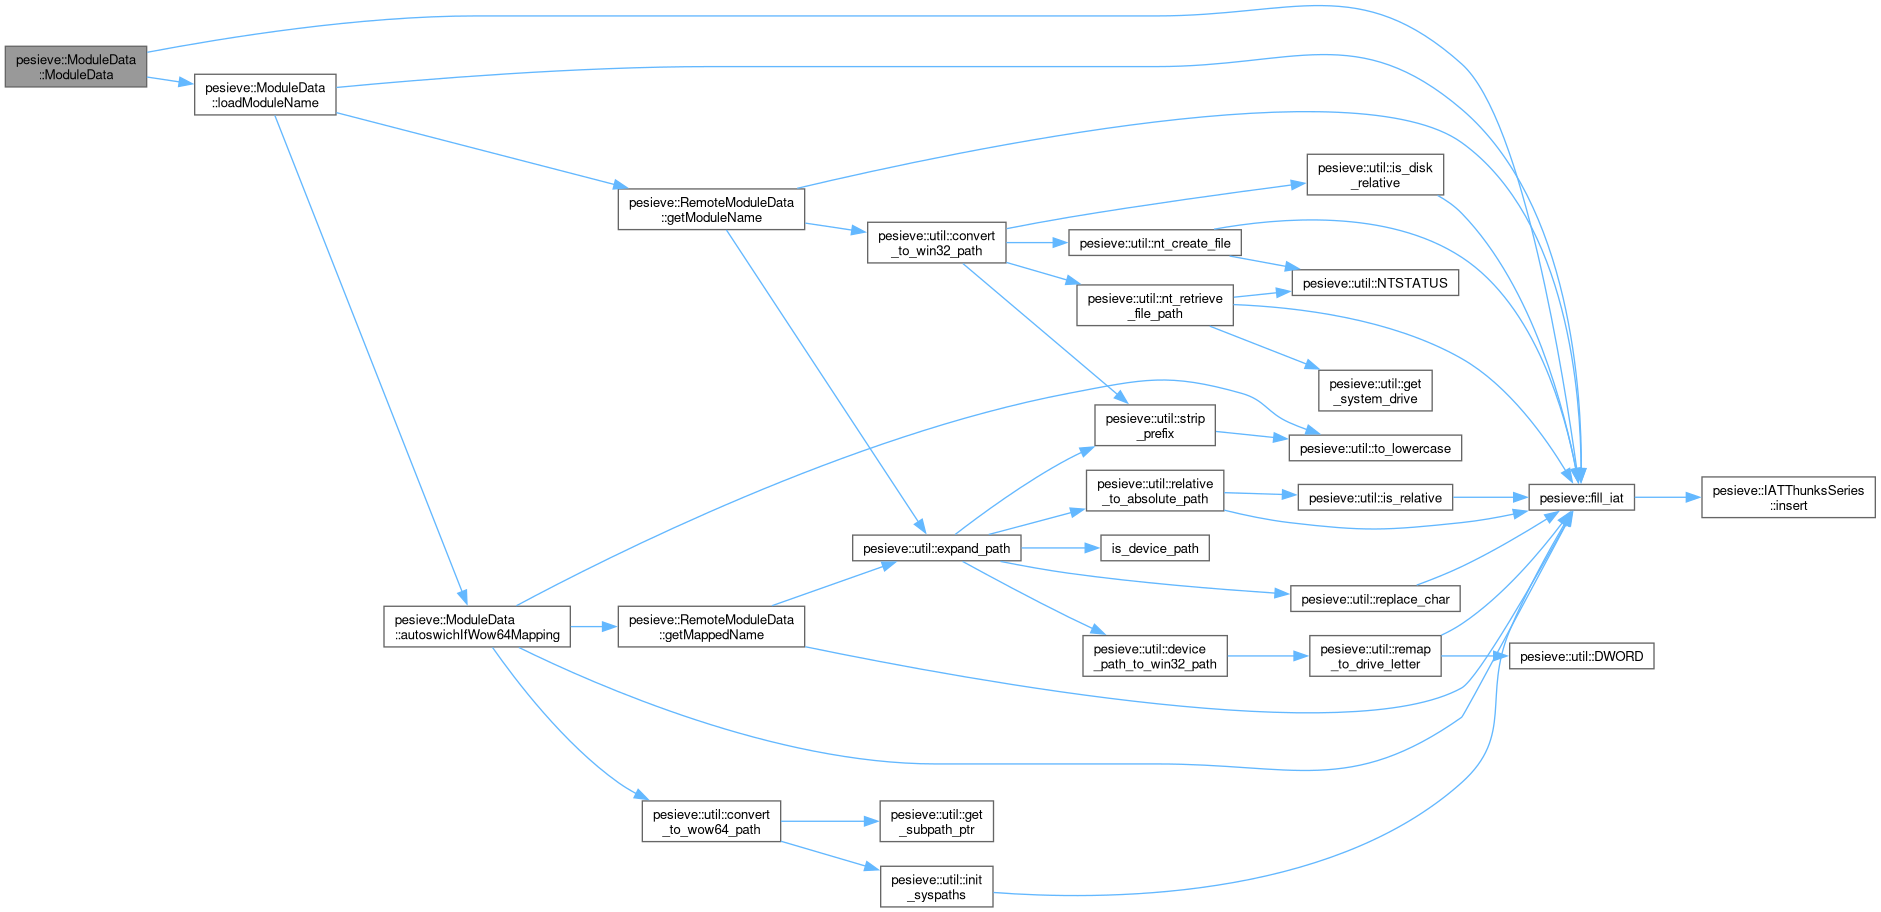 pesieve::ModuleData
::ModuleData
pesieve::ModuleData
::loadModuleName
pesieve::RemoteModuleData
::getModuleName
pesieve::util::convert
_to_win32_path
pesieve::util::is_disk
_relative
pesieve::util::nt_create_file
pesieve::util::NTSTATUS
pesieve::util::nt_retrieve
_file_path
pesieve::util::get
_system_drive
pesieve::util::strip
_prefix
pesieve::util::to_lowercase
pesieve::util::relative
_to_absolute_path
pesieve::util::is_relative
pesieve::fill_iat
pesieve::IATThunksSeries
::insert
pesieve::util::expand_path
is_device_path
pesieve::util::replace_char
pesieve::ModuleData
::autoswichIfWow64Mapping
pesieve::RemoteModuleData
::getMappedName
pesieve::util::device
_path_to_win32_path
pesieve::util::remap
_to_drive_letter
pesieve::util::DWORD
pesieve::util::convert
_to_wow64_path
pesieve::util::get
_subpath_ptr
pesieve::util::init
_syspaths